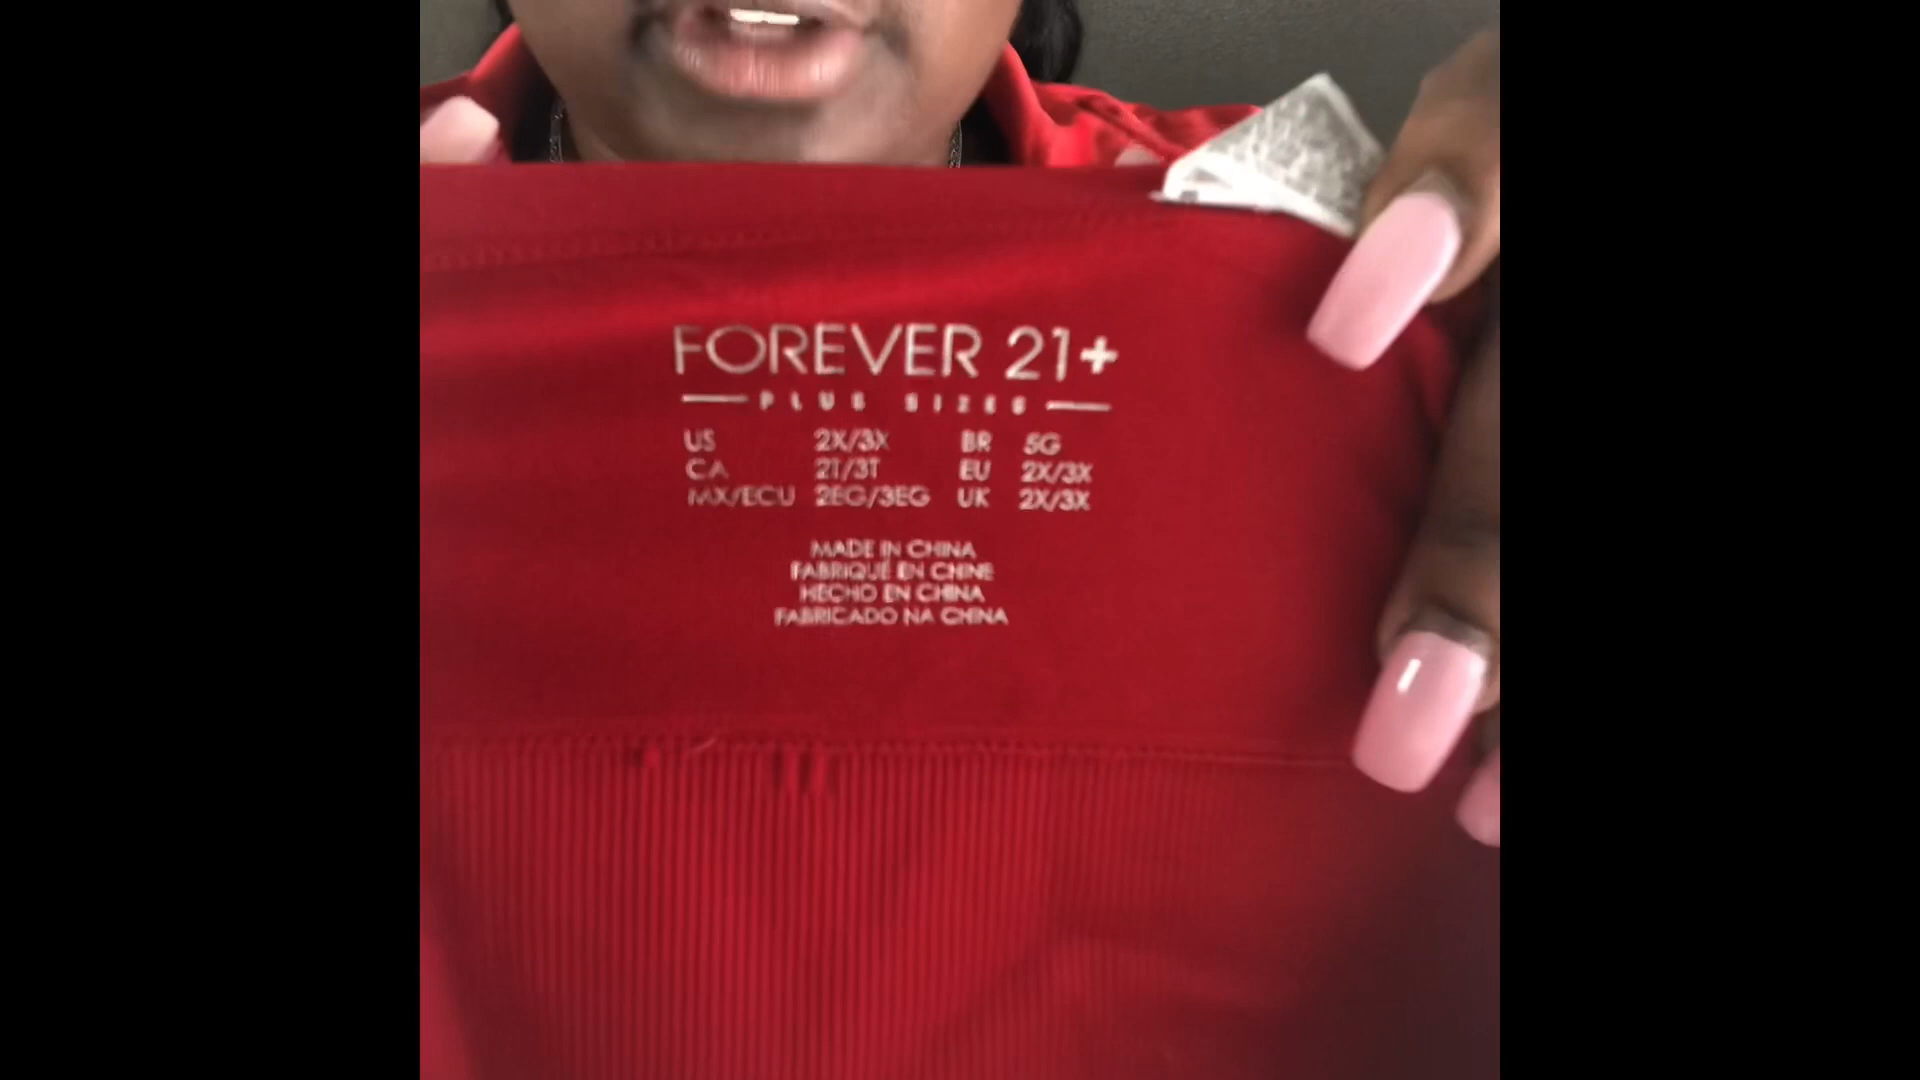 FOREVER 21+
PLUS SIZES
US 2X/3X BR 5G
CA 2T/3T EU 2X/3X
MX/ECU 2EG/3EG UK 2X/3X
MADE IN CHINA
FABRIQUÉ EN CHINE
HECHO EN CHINA
FABRICADO NA CHINA